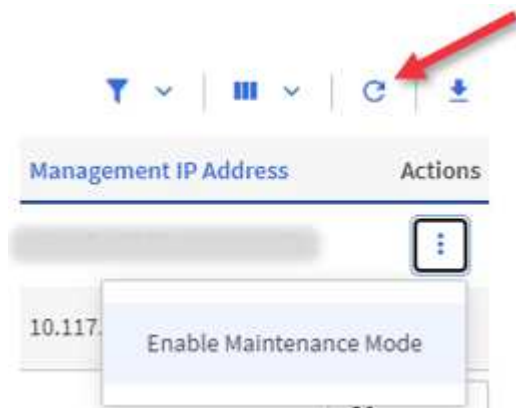 Management IP Address Actions
10.117.
Enable Maintenance Mode